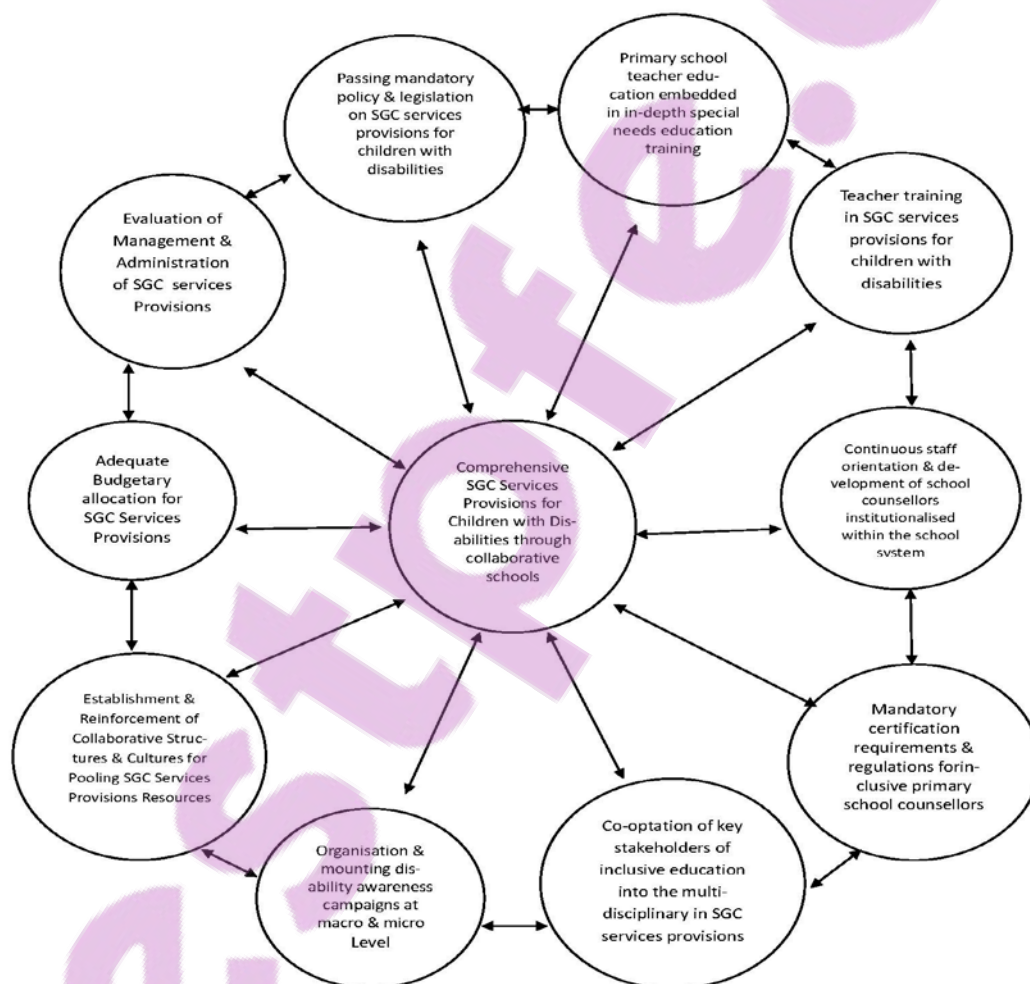 Passing mandatory
policy & legislation
on SGC services
provisions for
children with
disabilities
Primary school
teacher edu-
cation embedded
in in-depth special
needs education
training
Teacher training
in SGC services
provisions for
children with
disabilities
Continuous staff
orientation & de-
velopment of school
counsellors
institutionalised
within the school
system
Mandatory
certification
requirements &
regulations forin-
clusive primary
school counsellors
Co-optation of key
stakeholders of
inclusive education
into the multi-
disciplinary in SGC
services provisions
Organisation &
mounting dis-
ability awareness
campaigns at
macro & micro
Level
Establishment &
Reinforcement of
Collaborative Struc-
tures & Cultures for
Pooling SGC Services
Provisions Resources
Adequate
Budgetary
allocation for
SGC Services
Provisions
Evaluation of
Management &
Administration
of SGC services
Provisions
Comprehensive
SGC Services
Provisions for
Children with Dis-
abilities through
collaborative
schools